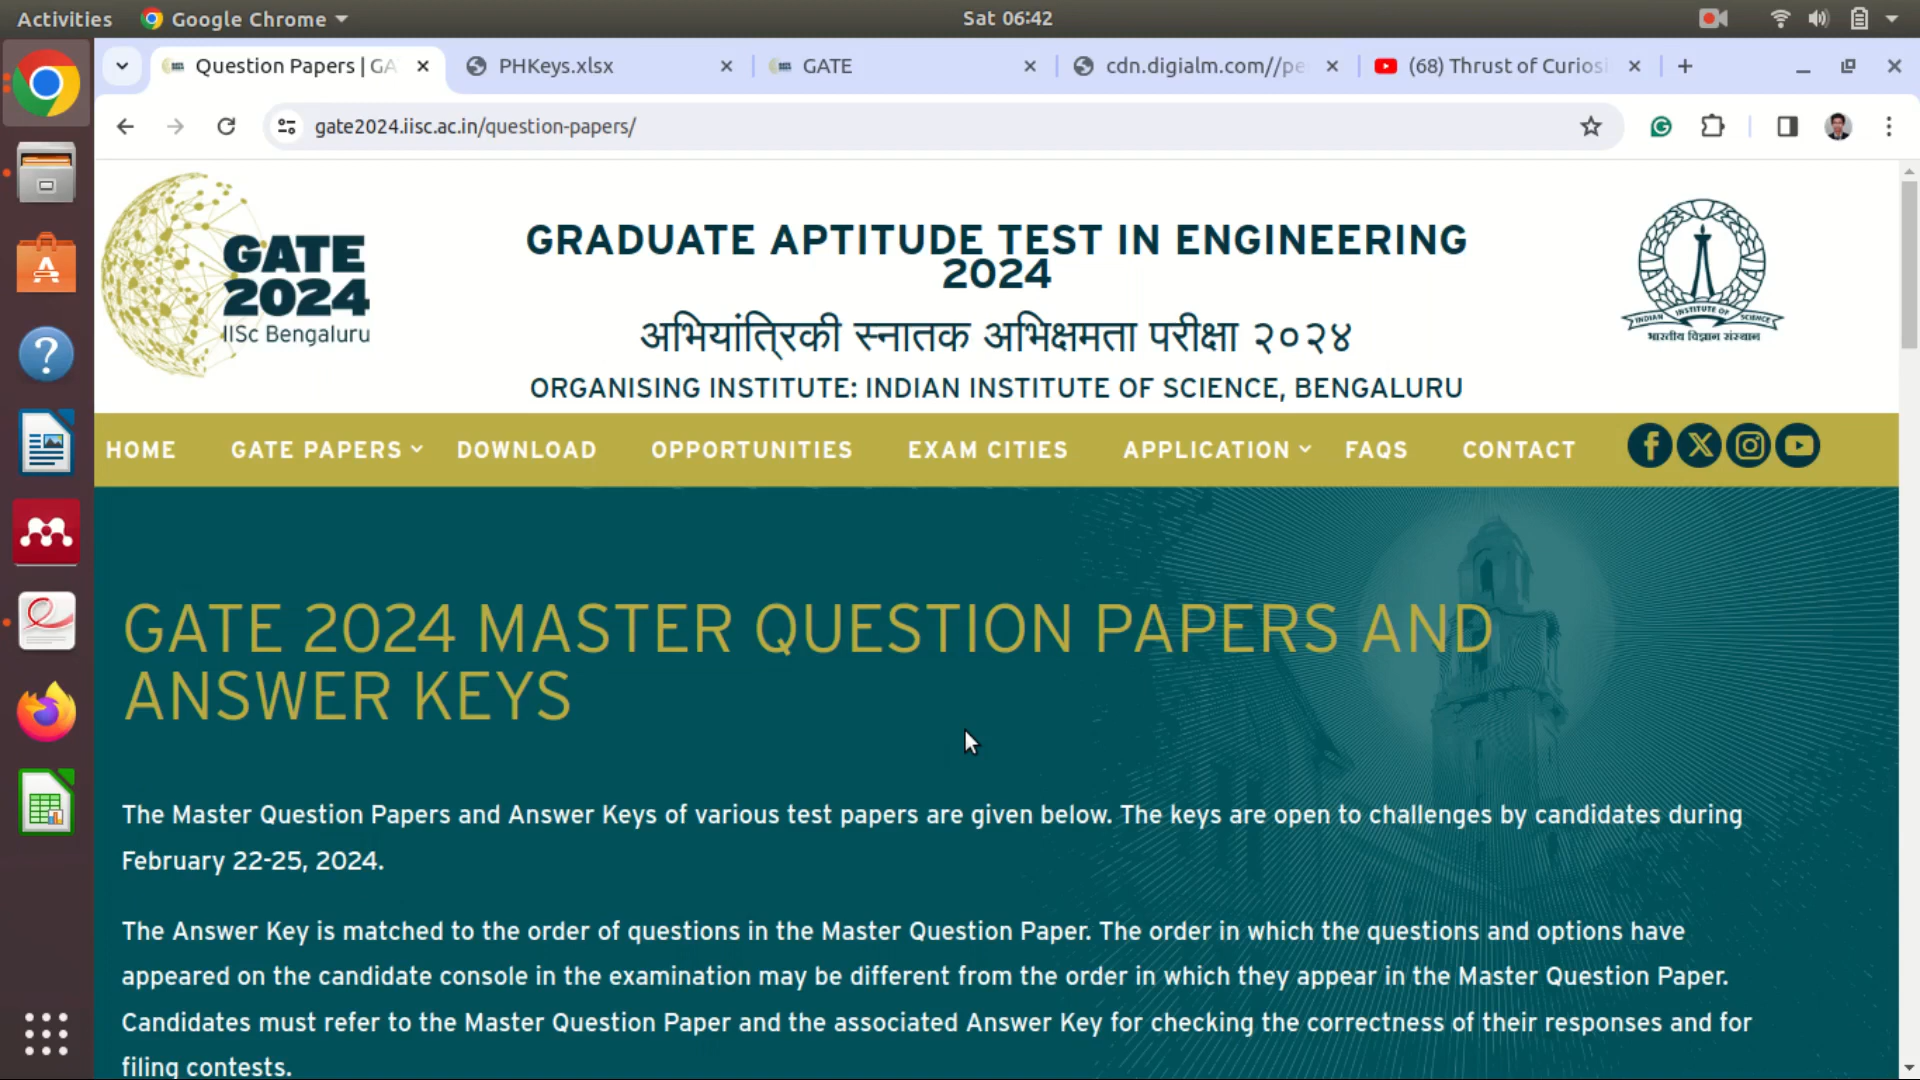 Activities Google Chrome Sat 06:42
Question Papers | GA PHKeys.xlsx GATE cdn.digialm.com//pe (68) Thrust of Curiosi
gate2024.iisc.ac.in/question-papers/
GATE
2024
IISc Bengaluru
GRADUATE APTITUDE TEST IN ENGINEERING
2024
अभियांत्रिकी स्नातक अभिक्षमता परीक्षा २०२४
ORGANISING INSTITUTE: INDIAN INSTITUTE OF SCIENCE, BENGALURU
INDIAN INSTITUTE OF SCIENCE
भारतीय विज्ञान संस्थान
HOME GATE PAPERS DOWNLOAD OPPORTUNITIES EXAM CITIES APPLICATION FAQS CONTACT
GATE 2024 MASTER QUESTION PAPERS AND
ANSWER KEYS
The Master Question Papers and Answer Keys of various test papers are given below. The keys are open to challenges by candidates during
February 22-25, 2024.
The Answer Key is matched to the order of questions in the Master Question Paper. The order in which the questions and options have
appeared on the candidate console in the examination may be different from the order in which they appear in the Master Question Paper.
Candidates must refer to the Master Question Paper and the associated Answer Key for checking the correctness of their responses and for
filing contests.